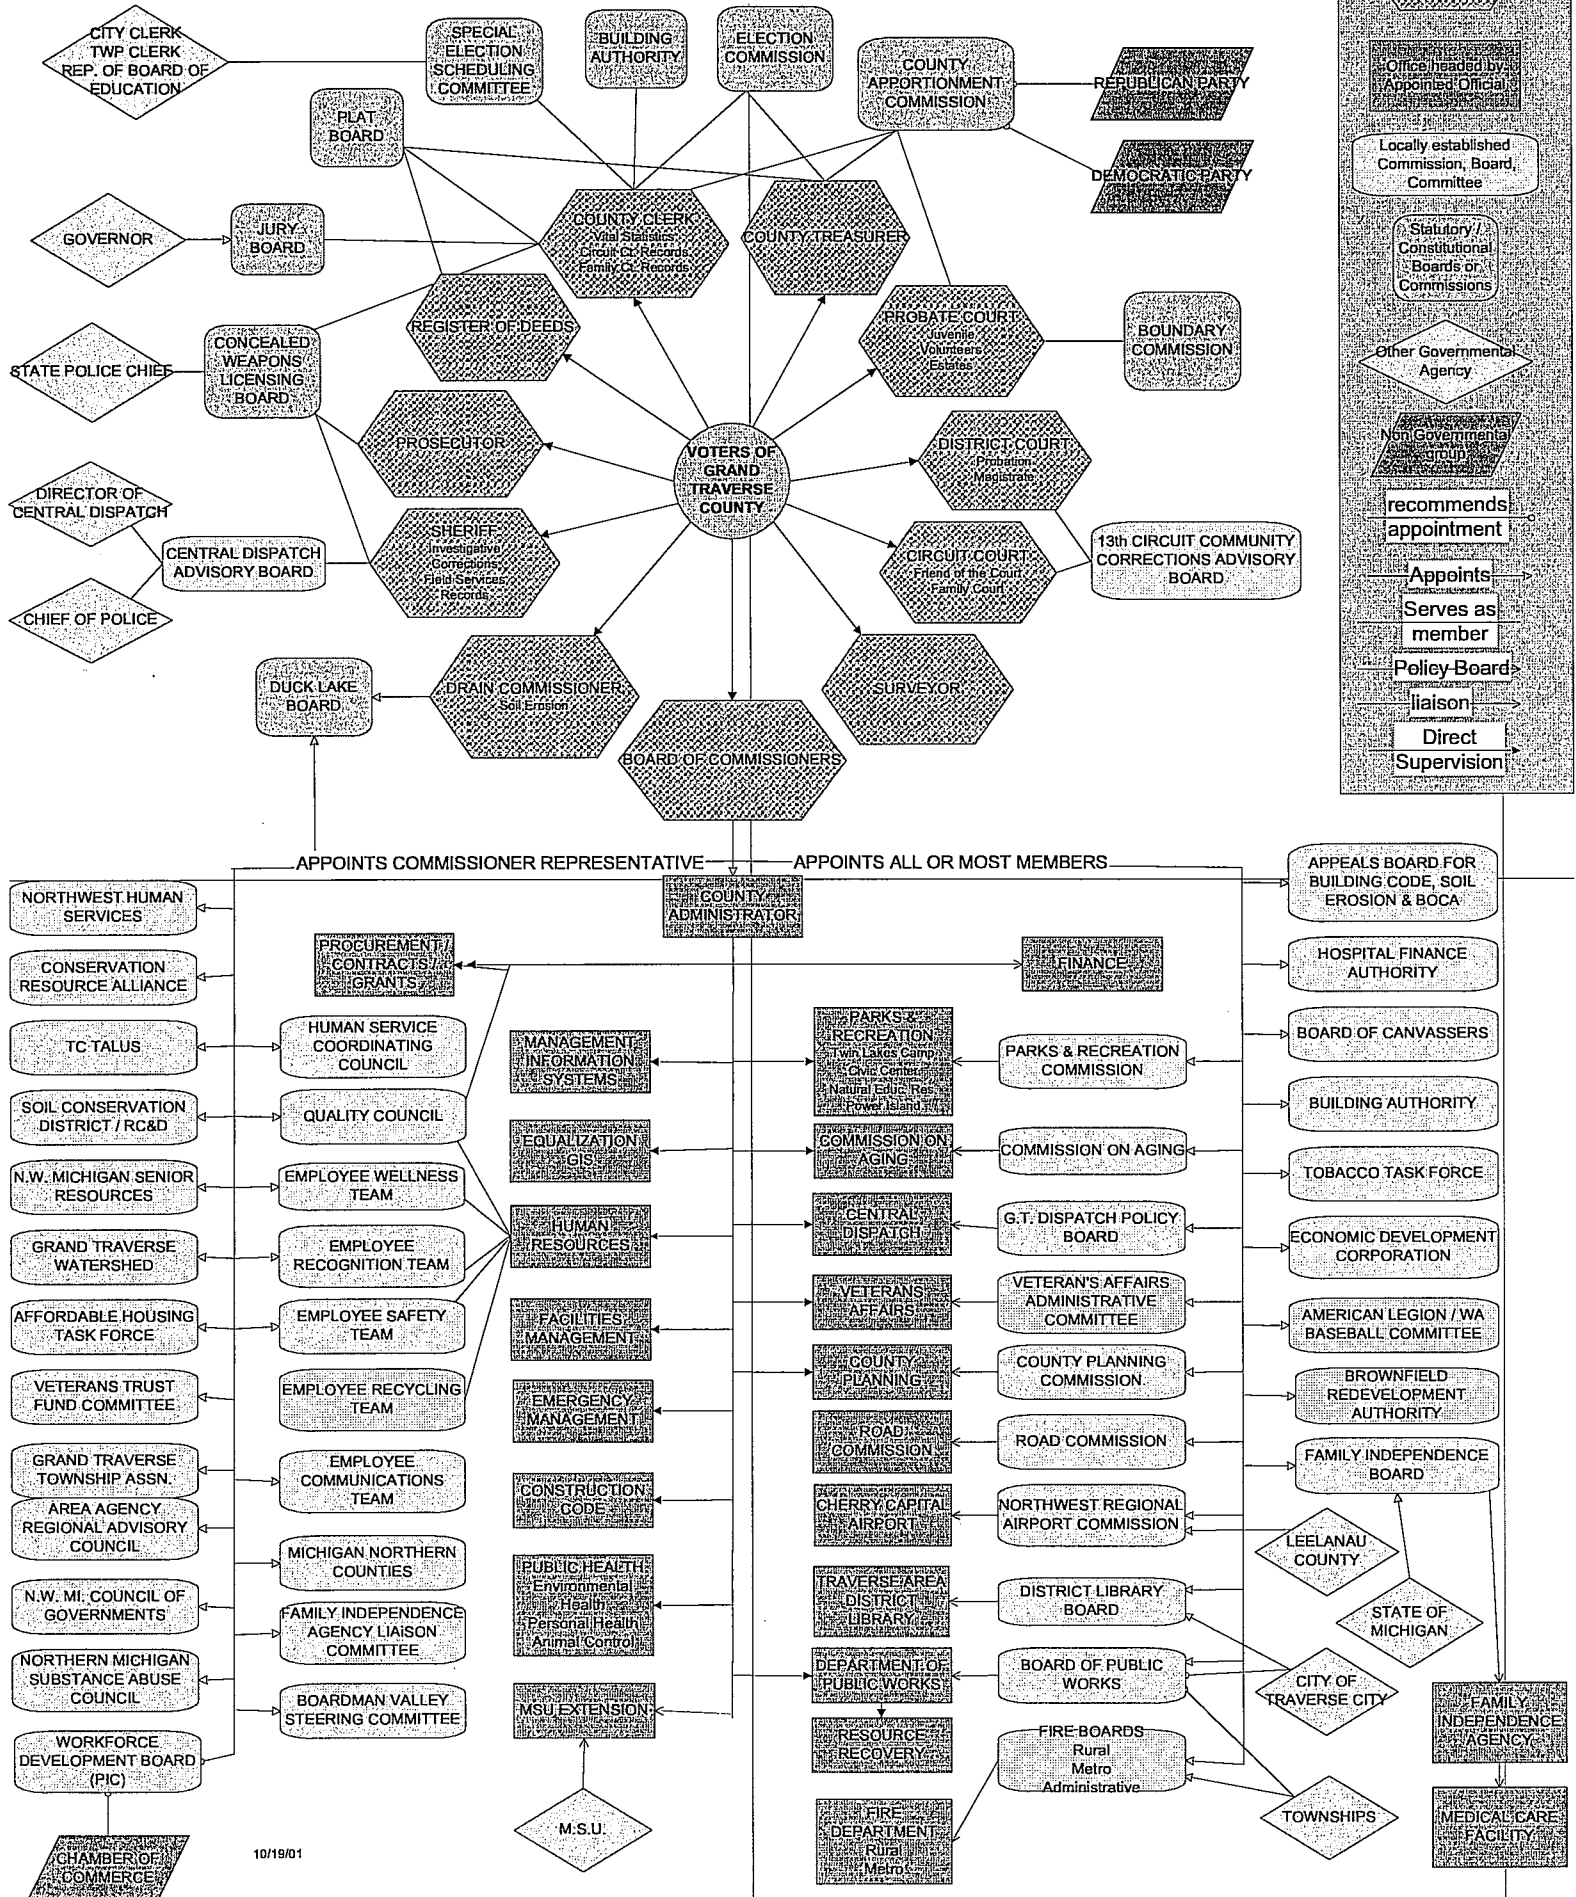 CITY CLERK
TWP CLERK
REP. OF BOARD OF
EDUCATION
SPECIAL
ELECTION
SCHEDULING
COMMITTEE
BUILDING
AUTHORITY
ELECTION
COMMISSION
COUNTY
APPORTIONMENT
COMMISSION
REPUBLICAN PARTY
DEMOCRATIC PARTY
PLAT
BOARD
GOVERNOR
JURY
BOARD
COUNTY CLERK
Vital Statistics
Circuit Ct. Records
Family Ct. Records
COUNTY TREASURER
REGISTER OF DEEDS
PROBATE COURT
Juvenile
Volunteers
Estates
BOUNDARY
COMMISSION
STATE POLICE CHIEF
CONCEALED
WEAPONS
LICENSING
BOARD
PROSECUTOR
VOTERS OF
GRAND
TRAVERSE
COUNTY
DISTRICT COURT
Probation
Magistrate
DIRECTOR OF
CENTRAL DISPATCH
CENTRAL DISPATCH
ADVISORY BOARD
CHIEF OF POLICE
SHERIFF
Investigative
Corrections
Field Services
Records
CIRCUIT COURT
Friend of the Court
Family Court
13th CIRCUIT COMMUNITY
CORRECTIONS ADVISORY
BOARD
DUCK LAKE
BOARD
DRAIN COMMISSIONER
Soil Erosion
SURVEYOR
BOARD OF COMMISSIONERS
Office headed by
Appointed Official
Locally established
Commission, Board,
Committee
Statutory /
Constitutional
Boards or
Commissions
Other Governmental
Agency
Non Governmental
group
recommends
appointment
Appoints
Serves as
member
Policy Board
liaison
Direct
Supervision
APPOINTS COMMISSIONER REPRESENTATIVE
APPOINTS ALL OR MOST MEMBERS
COUNTY
ADMINISTRATOR
NORTHWEST HUMAN
SERVICES
CONSERVATION
RESOURCE ALLIANCE
TC TALUS
SOIL CONSERVATION
DISTRICT / RC&D
N.W. MICHIGAN SENIOR
RESOURCES
GRAND TRAVERSE
WATERSHED
AFFORDABLE HOUSING
TASK FORCE
VETERANS TRUST
FUND COMMITTEE
GRAND TRAVERSE
TOWNSHIP ASSN.
AREA AGENCY
REGIONAL ADVISORY
COUNCIL
N.W. MI. COUNCIL OF
GOVERNMENTS
NORTHERN MICHIGAN
SUBSTANCE ABUSE
COUNCIL
WORKFORCE
DEVELOPMENT BOARD
(PIC)
CHAMBER OF
COMMERCE
PROCUREMENT /
CONTRACTS /
GRANTS
HUMAN SERVICE
COORDINATING
COUNCIL
QUALITY COUNCIL
EMPLOYEE WELLNESS
TEAM
EMPLOYEE
RECOGNITION TEAM
EMPLOYEE SAFETY
TEAM
EMPLOYEE RECYCLING
TEAM
EMPLOYEE
COMMUNICATIONS
TEAM
MICHIGAN NORTHERN
COUNTIES
FAMILY INDEPENDENCE
AGENCY LIAISON
COMMITTEE
BOARDMAN VALLEY
STEERING COMMITTEE
10/19/01
MANAGEMENT
INFORMATION
SYSTEMS
EQUALIZATION
GIS
HUMAN
RESOURCES
FACILITIES
MANAGEMENT
EMERGENCY
MANAGEMENT
CONSTRUCTION
CODE
PUBLIC HEALTH
Environmental
Health
Personal Health
Animal Control
MSU EXTENSION
M.S.U.
FINANCE
PARKS &
RECREATION
Twin Lakes Camp
Civic Center
Natural Educ. Res.
Power Island
COMMISSION ON
AGING
CENTRAL
DISPATCH
VETERANS
AFFAIRS
COUNTY
PLANNING
ROAD
COMMISSION
CHERRY CAPITAL
AIRPORT
TRAVERSE AREA
DISTRICT
LIBRARY
DEPARTMENT OF
PUBLIC WORKS
RESOURCE
RECOVERY
FIRE
DEPARTMENT
Rural
Metro
PARKS & RECREATION
COMMISSION
COMMISSION ON AGING
G.T. DISPATCH POLICY
BOARD
VETERAN'S AFFAIRS
ADMINISTRATIVE
COMMITTEE
COUNTY PLANNING
COMMISSION
ROAD COMMISSION
NORTHWEST REGIONAL
AIRPORT COMMISSION
DISTRICT LIBRARY
BOARD
BOARD OF PUBLIC
WORKS
FIRE BOARDS
Rural
Metro
Administrative
APPEALS BOARD FOR
BUILDING CODE, SOIL
EROSION & BOCA
HOSPITAL FINANCE
AUTHORITY
BOARD OF CANVASSERS
BUILDING AUTHORITY
TOBACCO TASK FORCE
ECONOMIC DEVELOPMENT
CORPORATION
AMERICAN LEGION / WA
BASEBALL COMMITTEE
BROWNFIELD
REDEVELOPMENT
AUTHORITY
FAMILY INDEPENDENCE
BOARD
LEELANAU
COUNTY
STATE OF
MICHIGAN
CITY OF
TRAVERSE CITY
TOWNSHIPS
FAMILY
INDEPENDENCE
AGENCY
MEDICAL CARE
FACILITY